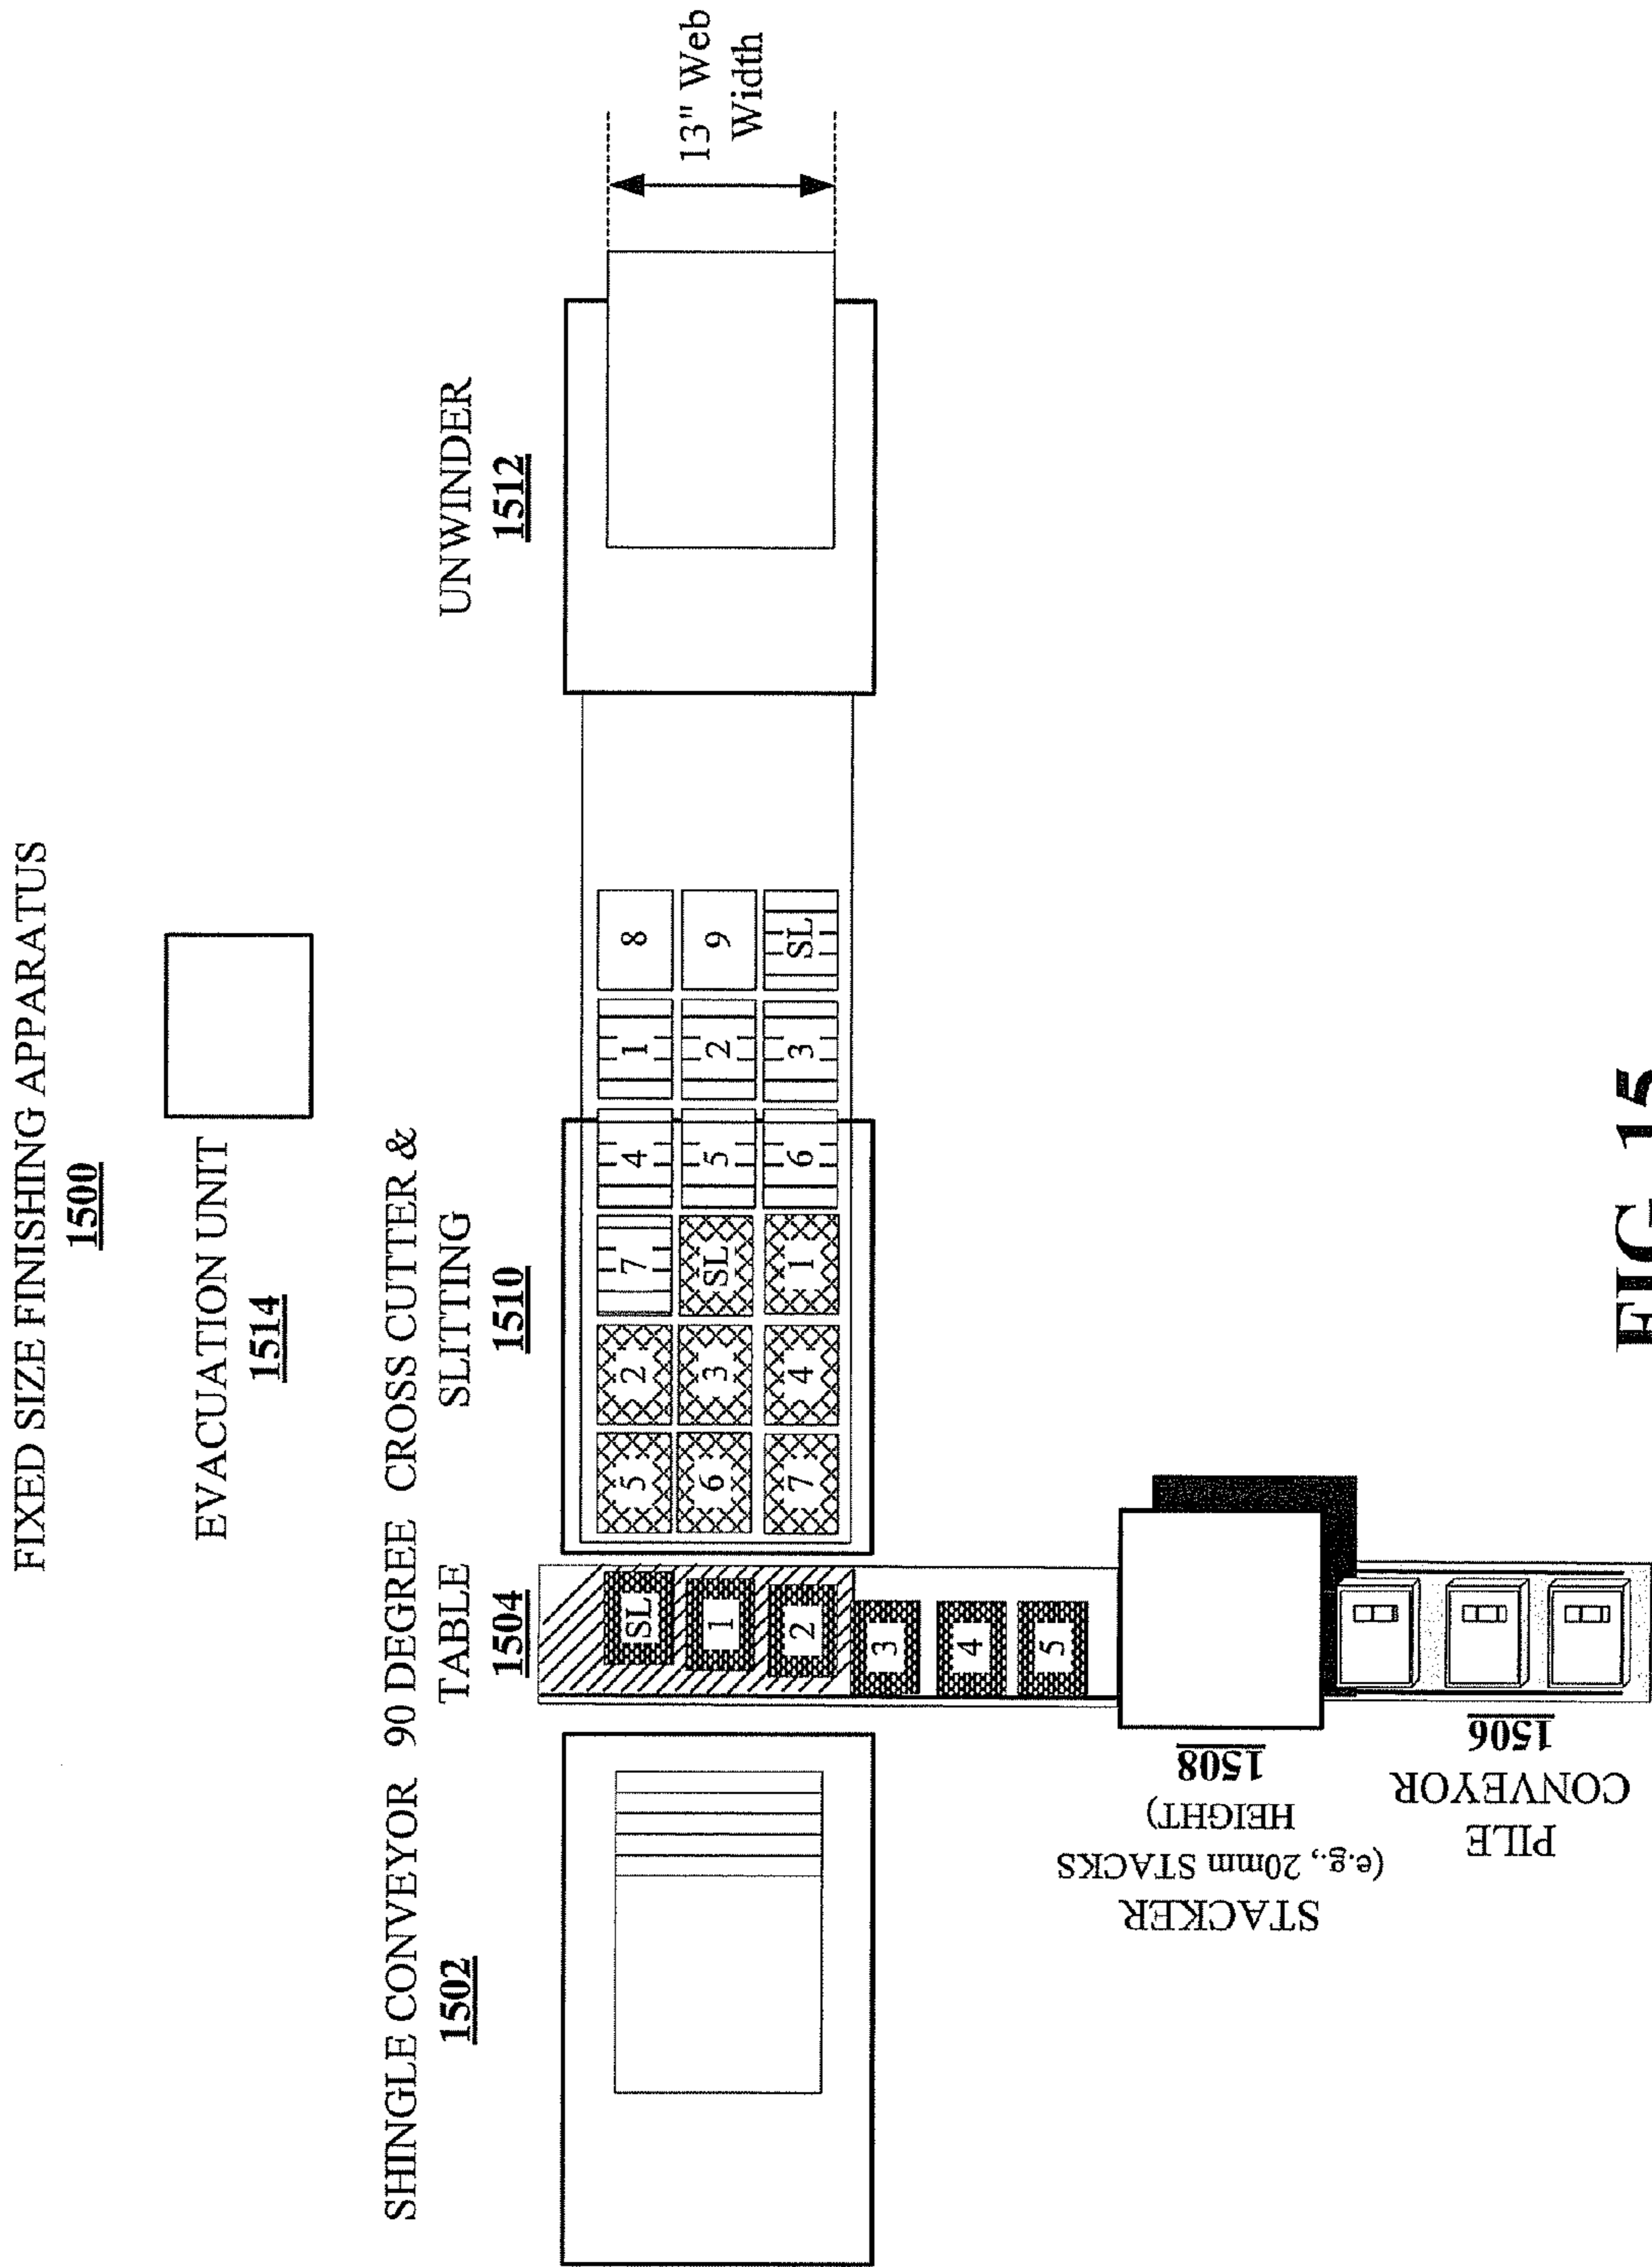 FIXED SIZE FINISHING APPARATUS
1500
EVACUATION UNIT
1514
SHINGLE CONVEYOR
1502
90 DEGREE
TABLE
1504
CROSS CUTTER &
SLITTING
1510
UNWINDER
1512
13" Web
Width
5 2 7 4 1 8
6 3 SL 5 2 9
7 4 1 6 3 SL
SL
1
2
3
4
5
STACKER
(e.g., 20mm STACKS
HEIGHT)
1508
PILE
CONVEYOR
1506
FIG. 15